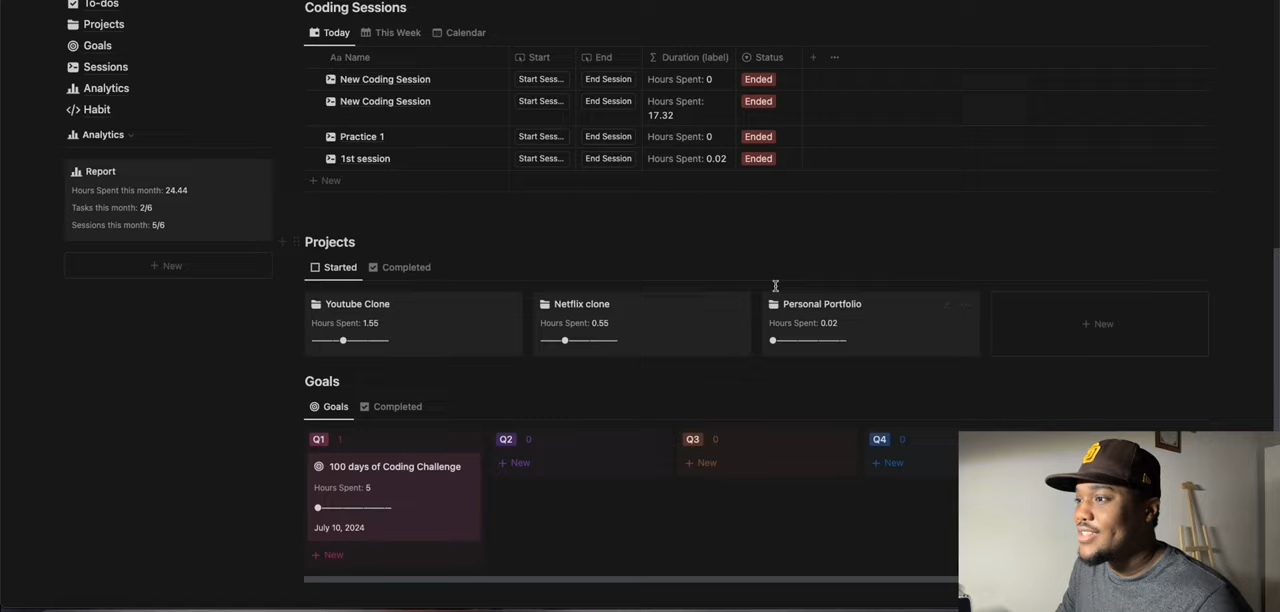 To-dos
Projects
Goals
Sessions
Analytics
</> Habit
Analytics
Report
Hours Spent this month: 24.44
Tasks this month: 2/6
Sessions this month: 5/6
+ New
Coding Sessions
Today This Week Calendar
Aa Name Start End Σ Duration (label) Status + ...
New Coding Session Start Sess... End Session Hours Spent: 0 Ended
New Coding Session Start Sess... End Session Hours Spent: Ended
17.32
Practice 1 Start Sess... End Session Hours Spent: 0 Ended
1st session Start Sess... End Session Hours Spent: 0.02 Ended
+ New
Projects
Started Completed
Youtube Clone Netflix clone Personal Portfolio
Hours Spent: 1.55 Hours Spent: 0.55 Hours Spent: 0.02 + New
Goals
Goals Completed
Q1 1 Q2 0 Q3 0 Q4 0
+ New + New + New
100 days of Coding Challenge
Hours Spent: 5
July 10, 2024
+ New